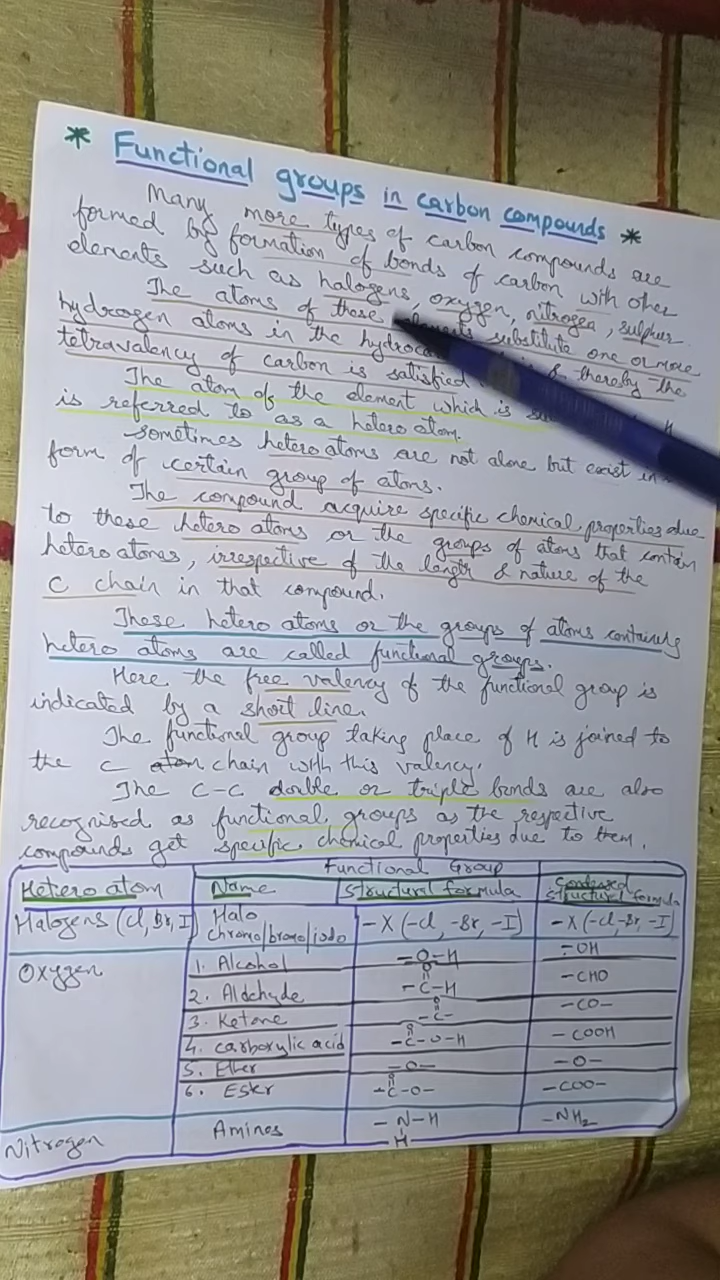 * Functional groups in carbon compounds *
Many more types of carbon compounds are
formed by formation of bonds of carbon with other
elements such as halogens, oxygen, nitrogen, sulphur.
The atoms of these substitute one or more
hydrogen atoms in the & thereby the
tetravalency of carbon is satisfied
The atom of the element which is H
is referred to as a hetero atom.
Sometimes hetero atoms are not alone but exist in
form of certain group of atoms.
The compound acquire specific chemical properties due
to these hetero atoms or the groups of atoms that contain
hetero atoms, irrespective of the length & nature of the
C chain in that compound.
These hetero atoms or the groups of atoms containing
hetero atoms are called functional groups.
Here the free valency of the functional group is
indicated by a short line.
The functional group taking place of H is joined to
the C chain with this valency.
The C-C double or triple bonds are also
recognised as functional groups as the respective
compounds get specific chemical properties due to them.
Functional Group
Hetero atom Name Structural formula Condensed structural formula
Halogens (Cl, Br, I) Halo -X (-Cl, -Br, -I) -X (-Cl, -Br, -I)
/bromo/iodo
Oxygen 1. Alcohol -O-H -OH
O
2. Aldehyde -C-H -CHO
O
3. Ketone -C- -CO-
O
4. carboxylic acid -C-O-H -COOH
5. Ether -O- -O-
O
6. Ester -C-O- -COO-
Nitrogen Amines -N-H -NH₂
H